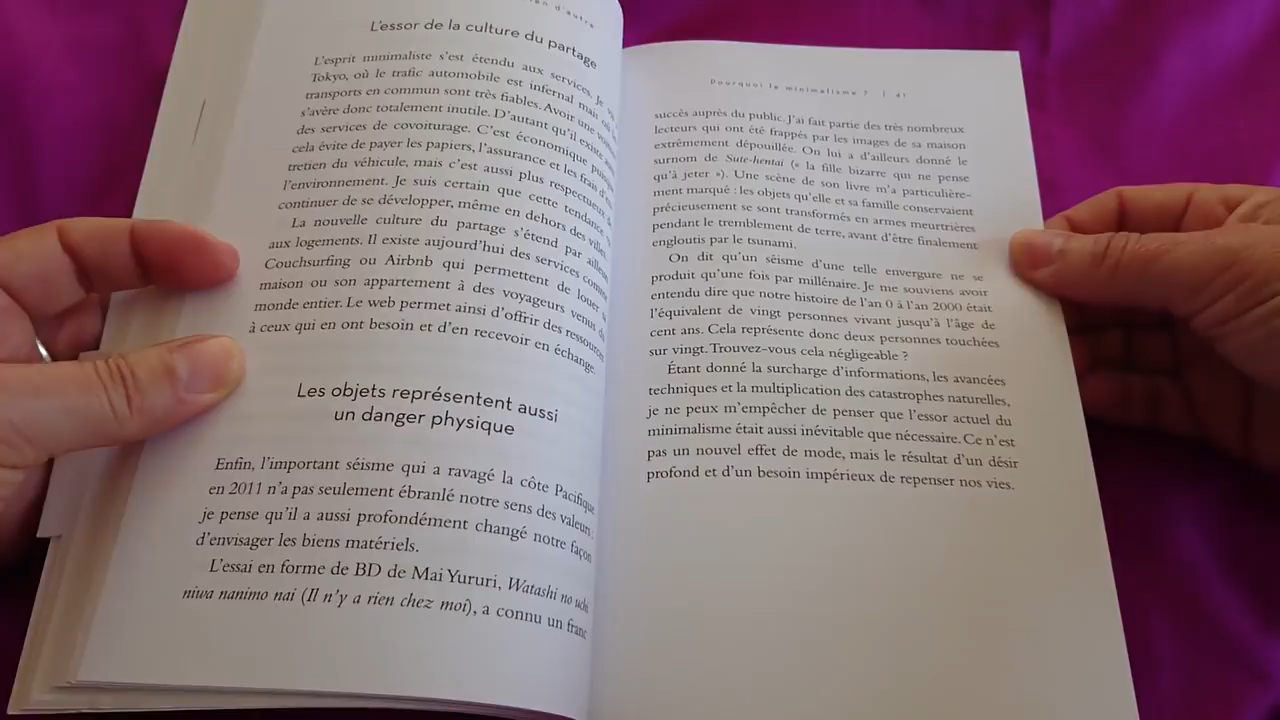 d'autre
L'essor de la culture du partage
L'esprit minimaliste s'est étendu aux services. Je
Tokyo, où le trafic automobile est infernal mais où
transports en commun sont très fiables. Avoir une
s'avère donc totalement inutile. D'autant qu'il existe
des services de covoiturage. C'est économique, puisque
cela évite de payer les papiers, l'assurance et les frais
tretien du véhicule, mais c'est aussi plus respectueux
l'environnement. Je suis certain que cette tendance
continuer de se développer, même en dehors des villes.
La nouvelle culture du partage s'étend par ailleurs
aux logements. Il existe aujourd'hui des services comme
Couchsurfing ou Airbnb qui permettent de louer
maison ou son appartement à des voyageurs venus
monde entier. Le web permet ainsi d'offrir des ressources
à ceux qui en ont besoin et d'en recevoir en échange.
Les objets représentent aussi
un danger physique
Enfin, l'important séisme qui a ravagé la côte Pacifique
en 2011 n'a pas seulement ébranlé notre sens des valeurs :
je pense qu'il a aussi profondément changé notre façon
d'envisager les biens matériels.
L'essai en forme de BD de Mai Yururi, Watashi no uchi
niwa nanimo nai (Il n'y a rien chez moi), a connu un franc
Pourquoi le minimalisme ? | 41
succès auprès du public. J'ai fait partie des très nombreux
lecteurs qui ont été frappés par les images de sa maison
extrêmement dépouillée. On lui a d'ailleurs donné le
surnom de Sute-hentai (« la fille bizarre qui ne pense
qu'à jeter »). Une scène de son livre m'a particulière-
ment marqué : les objets qu'elle et sa famille conservaient
précieusement se sont transformés en armes meurtrières
pendant le tremblement de terre, avant d'être finalement
engloutis par le tsunami.
On dit qu'un séisme d'une telle envergure ne se
produit qu'une fois par millénaire. Je me souviens avoir
entendu dire que notre histoire de l'an 0 à l'an 2000 était
l'équivalent de vingt personnes vivant jusqu'à l'âge de
cent ans. Cela représente donc deux personnes touchées
sur vingt. Trouvez-vous cela négligeable ?
Étant donné la surcharge d'informations, les avancées
techniques et la multiplication des catastrophes naturelles,
je ne peux m'empêcher de penser que l'essor actuel du
minimalisme était aussi inévitable que nécessaire. Ce n'est
pas un nouvel effet de mode, mais le résultat d'un désir
profond et d'un besoin impérieux de repenser nos vies.